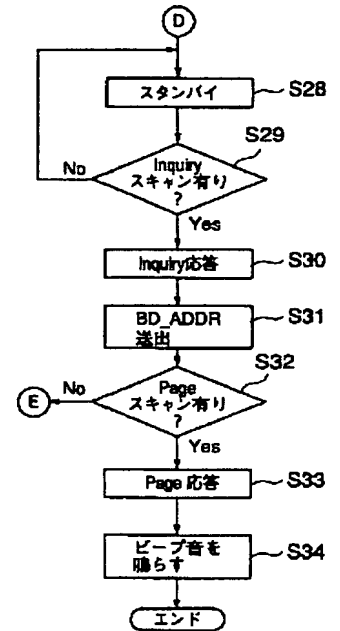 D
スタンバイ
S28
S29
Inquiry
スキャン有り
?
No
Yes
Inquiry応答
S30
BD_ADDR
送出
S31
S32
Page
スキャン有り
?
No
E
Yes
Page 応答
S33
ビープ音を
鳴らす
S34
エンド